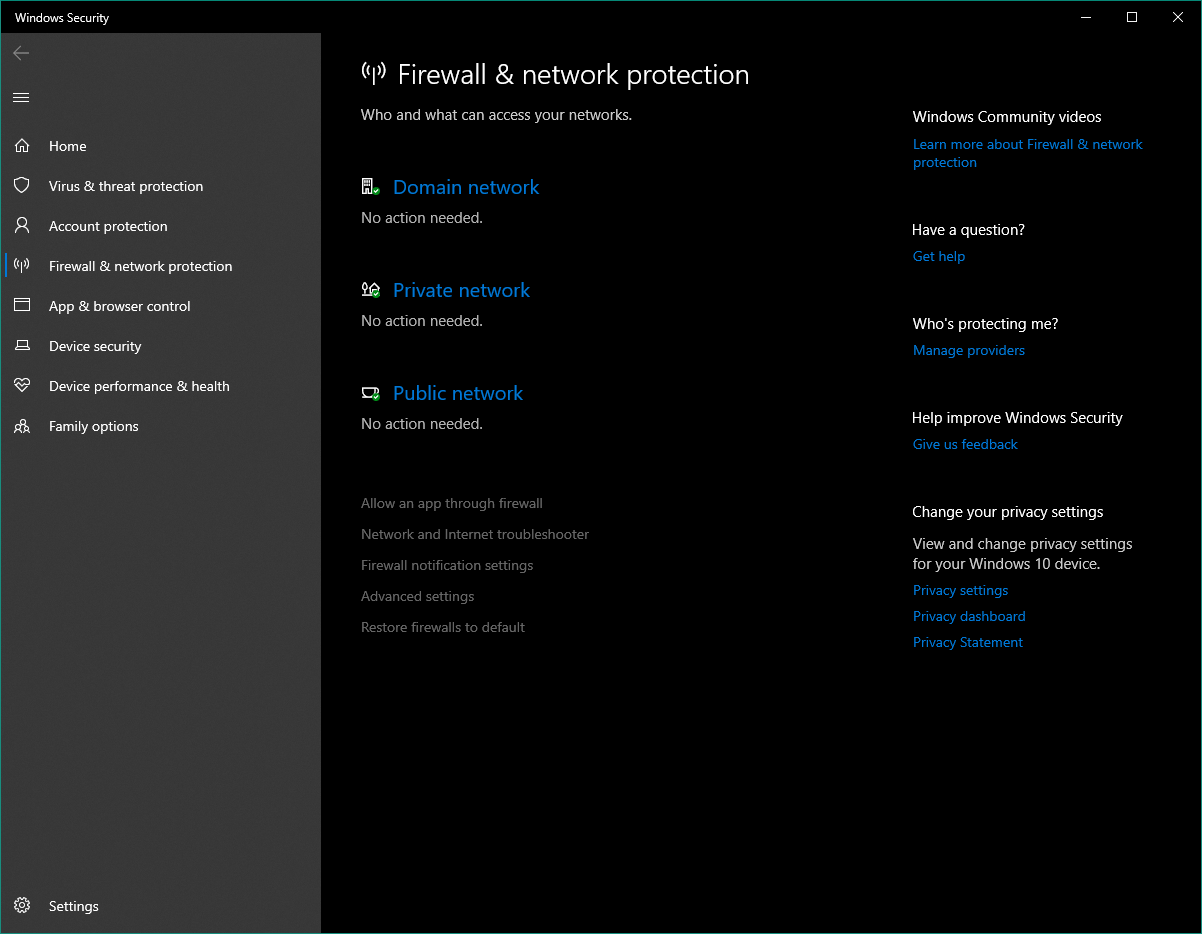 Windows Security
Home
Virus & threat protection
Account protection
Firewall & network protection
App & browser control
Device security
Device performance & health
Family options
Settings
Firewall & network protection
Who and what can access your networks.
Domain network
No action needed.
Private network
No action needed.
Public network
No action needed.
Allow an app through firewall
Network and Internet troubleshooter
Firewall notification settings
Advanced settings
Restore firewalls to default
Windows Community videos
Learn more about Firewall & network
protection
Have a question?
Get help
Who's protecting me?
Manage providers
Help improve Windows Security
Give us feedback
Change your privacy settings
View and change privacy settings
for your Windows 10 device.
Privacy settings
Privacy dashboard
Privacy Statement